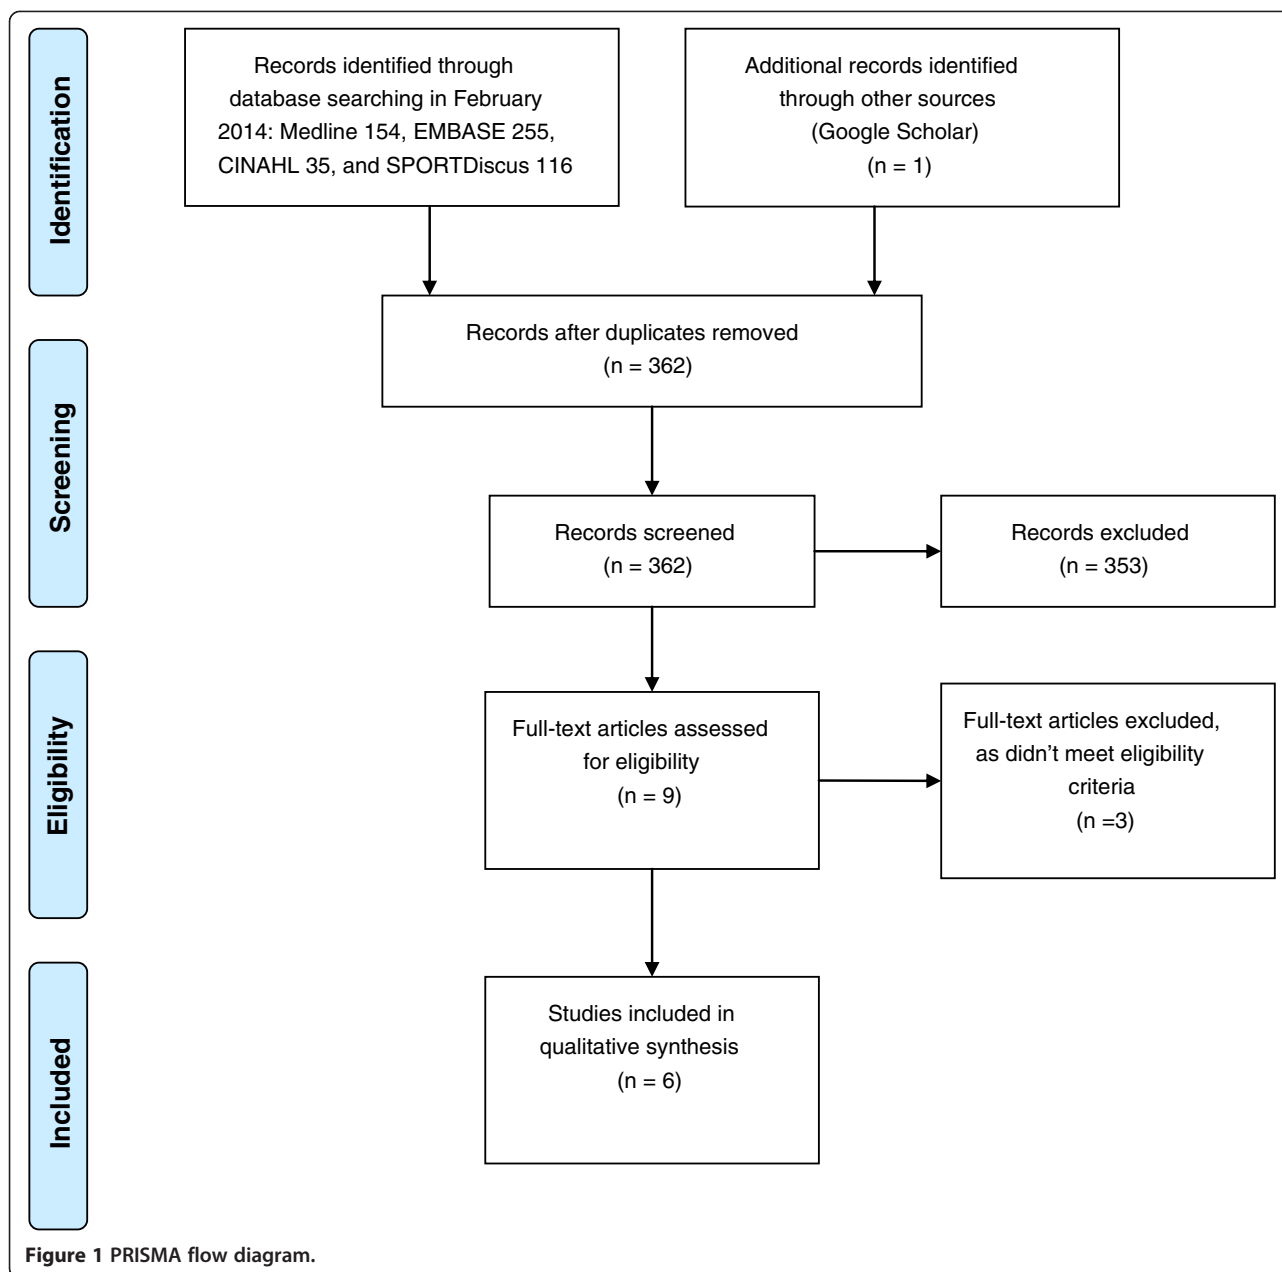 Identification
Records identified through
database searching in February
2014: Medline 154, EMBASE 255,
CINAHL 35, and SPORTDiscus 116
Additional records identified
through other sources
(Google Scholar)
(n = 1)
Records after duplicates removed
(n = 362)
Screening
Records screened
(n = 362)
Records excluded
(n = 353)
Eligibility
Full-text articles assessed
for eligibility
(n = 9)
Full-text articles excluded,
as didn't meet eligibility
criteria
(n =3)
Included
Studies included in
qualitative synthesis
(n = 6)
Figure 1 PRISMA flow diagram.